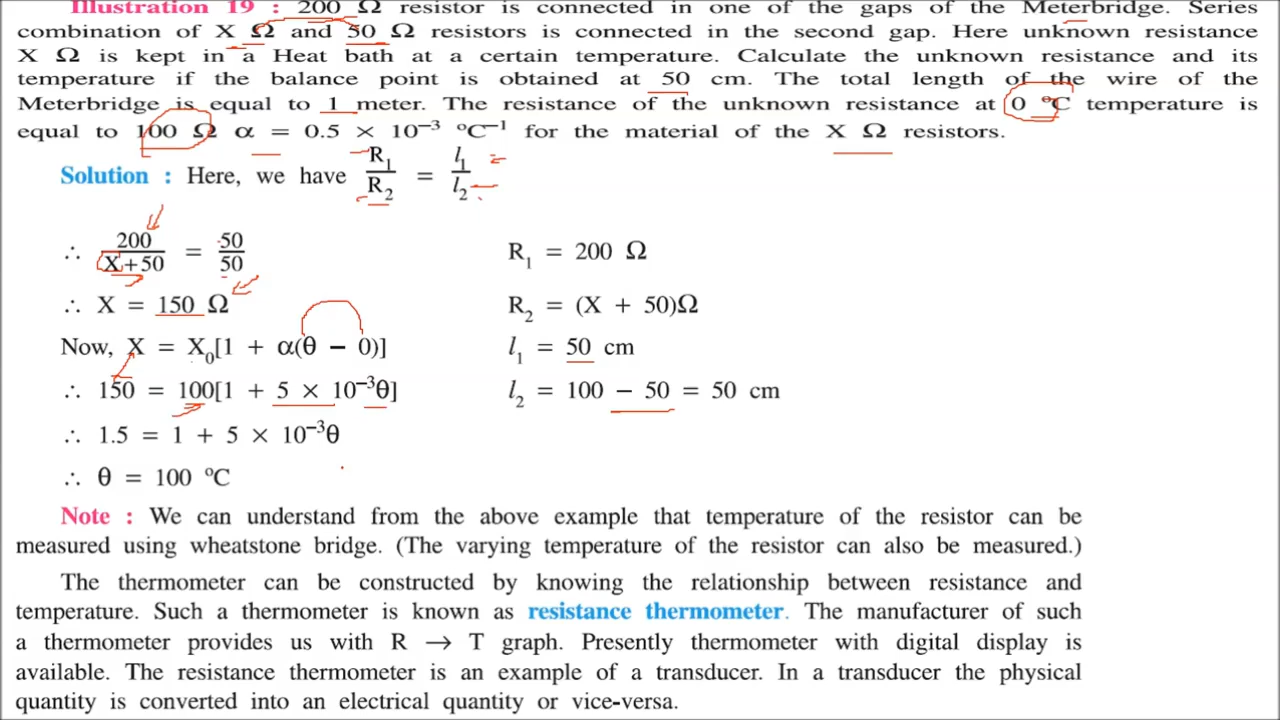 Illustration 19 : 200 Ω resistor is connected in one of the gaps of the Meterbridge. Series
combination of X Ω and 50 Ω resistors is connected in the second gap. Here unknown resistance
X Ω is kept in a Heat bath at a certain temperature. Calculate the unknown resistance and its
temperature if the balance point is obtained at 50 cm. The total length of the wire of the
Meterbridge is equal to 1 meter. The resistance of the unknown resistance at 0 ºC temperature is
equal to 100 Ω α = 0.5 × 10⁻³ ºC⁻¹ for the material of the X Ω resistors.
Solution : Here, we have R₁/R₂ = l₁/l₂
∴ 200/(X+50) = 50/50 R₁ = 200 Ω
∴ X = 150 Ω R₂ = (X + 50)Ω
Now, X = X₀[1 + α(θ − 0)] l₁ = 50 cm
∴ 150 = 100[1 + 5 × 10⁻³θ] l₂ = 100 − 50 = 50 cm
∴ 1.5 = 1 + 5 × 10⁻³θ
∴ θ = 100 ºC
Note : We can understand from the above example that temperature of the resistor can be
measured using wheatstone bridge. (The varying temperature of the resistor can also be measured.)
The thermometer can be constructed by knowing the relationship between resistance and
temperature. Such a thermometer is known as resistance thermometer. The manufacturer of such
a thermometer provides us with R → T graph. Presently thermometer with digital display is
available. The resistance thermometer is an example of a transducer. In a transducer the physical
quantity is converted into an electrical quantity or vice-versa.